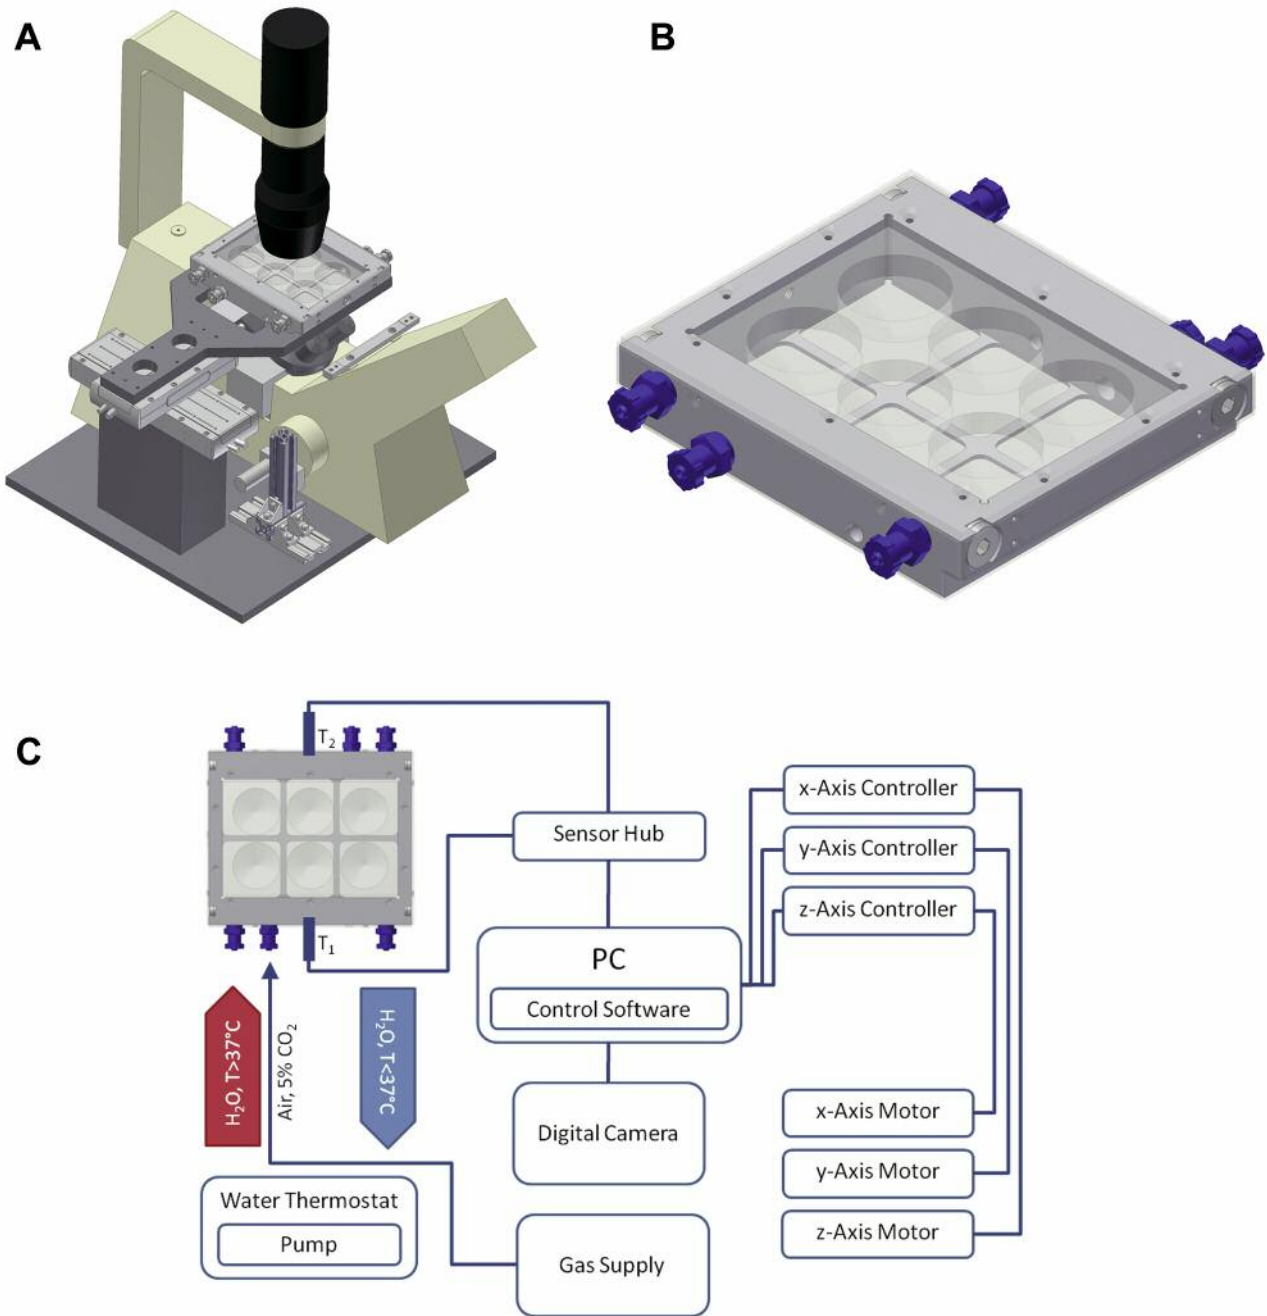 A
B
C
T2
T1
Sensor Hub
PC
Control Software
Digital Camera
x-Axis Controller
y-Axis Controller
z-Axis Controller
x-Axis Motor
y-Axis Motor
z-Axis Motor
H2O, T>37°C
Air, 5% CO2
H2O, T<37°C
Water Thermostat
Pump
Gas Supply